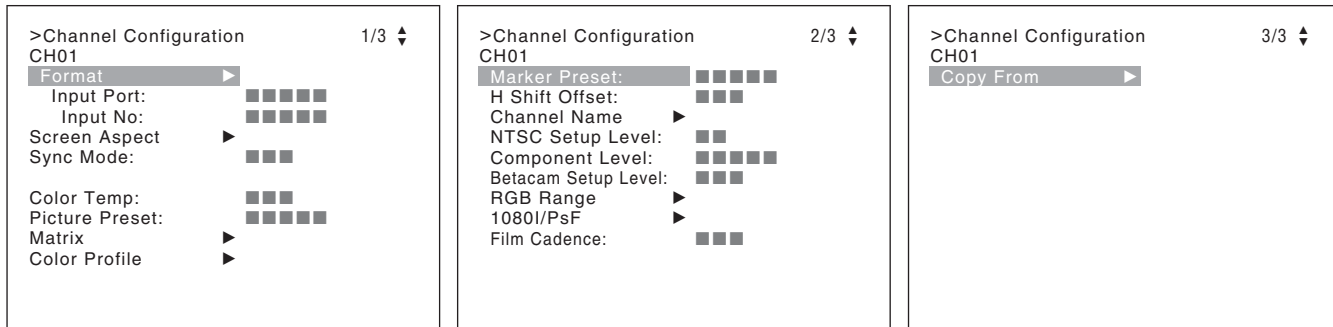 >Channel Configuration 1/3
CH01
Format
Input Port:
Input No:
Screen Aspect
Sync Mode:
Color Temp:
Picture Preset:
Matrix
Color Profile
>Channel Configuration 2/3
CH01
Marker Preset:
H Shift Offset:
Channel Name
NTSC Setup Level:
Component Level:
Betacam Setup Level:
RGB Range
1080I/PsF
Film Cadence:
>Channel Configuration 3/3
CH01
Copy From